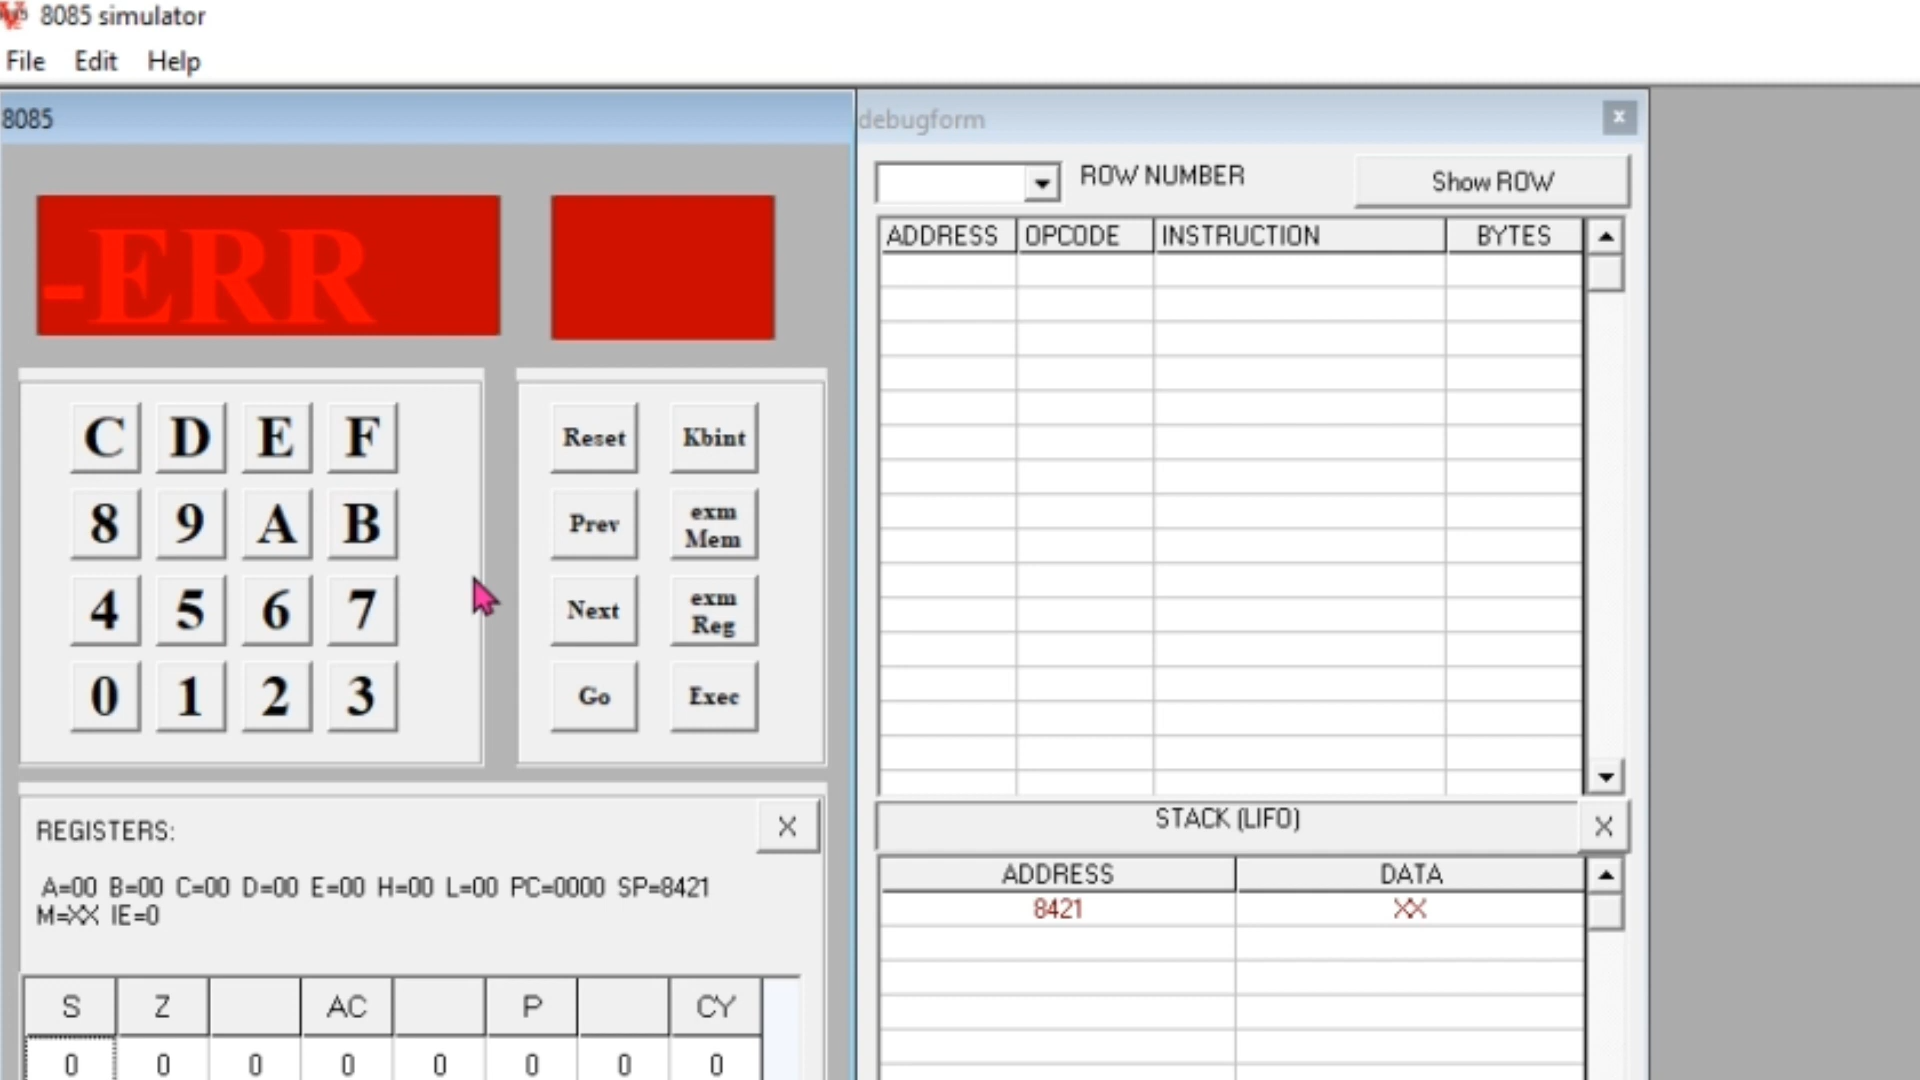 8085 simulator
File Edit Help
8085
-ERR
C D E F
8 9 A B
4 5 6 7
0 1 2 3
Reset Kbint
Prev exm Mem
Next exm Reg
Go Exec
REGISTERS: X
A=00 B=00 C=00 D=00 E=00 H=00 L=00 PC=0000 SP=8421
M=XX IE=0
S Z AC P CY
0 0 0 0 0 0 0 0
debugform x
ROW NUMBER Show ROW
ADDRESS OPCODE INSTRUCTION BYTES
STACK (LIFO) X
ADDRESS DATA
8421 XX